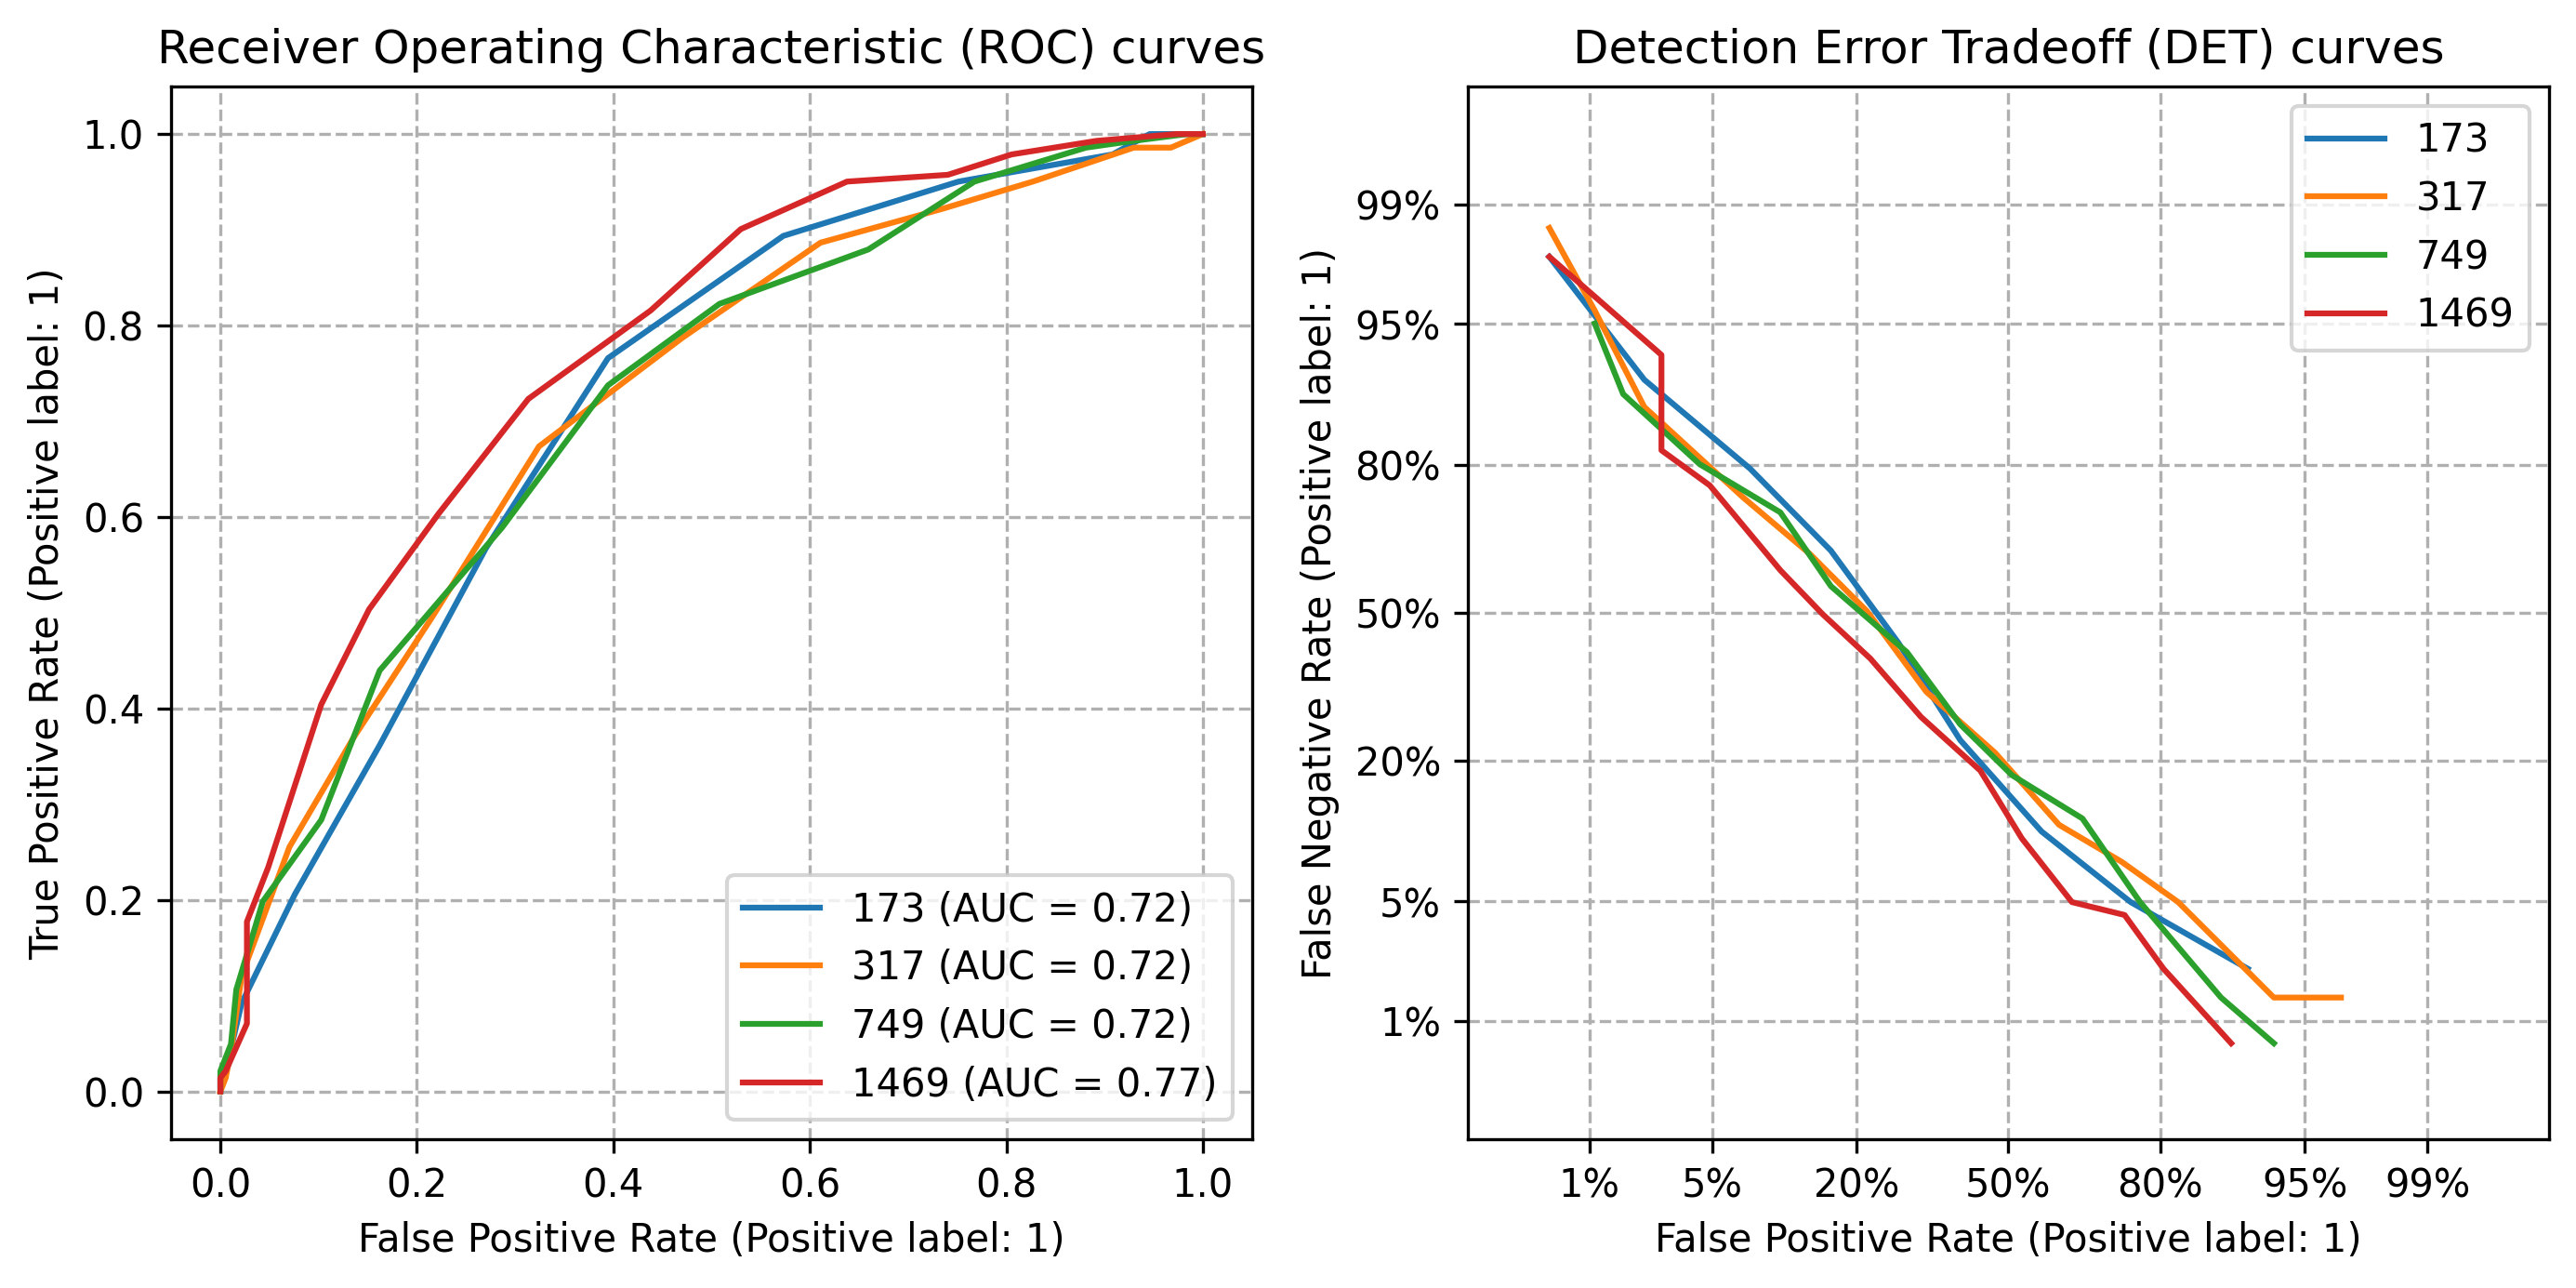 Receiver Operating Characteristic (ROC) curves
True Positive Rate (Positive label: 1)
1.0
0.8
0.6
0.4
0.2
0.0
173 (AUC = 0.72)
317 (AUC = 0.72)
749 (AUC = 0.72)
1469 (AUC = 0.77)
0.0 0.2 0.4 0.6 0.8 1.0
False Positive Rate (Positive label: 1)
Detection Error Tradeoff (DET) curves
False Negative Rate (Positive label: 1)
99%
95%
80%
50%
20%
5%
1%
173
317
749
1469
1% 5% 20% 50% 80% 95% 99%
False Positive Rate (Positive label: 1)